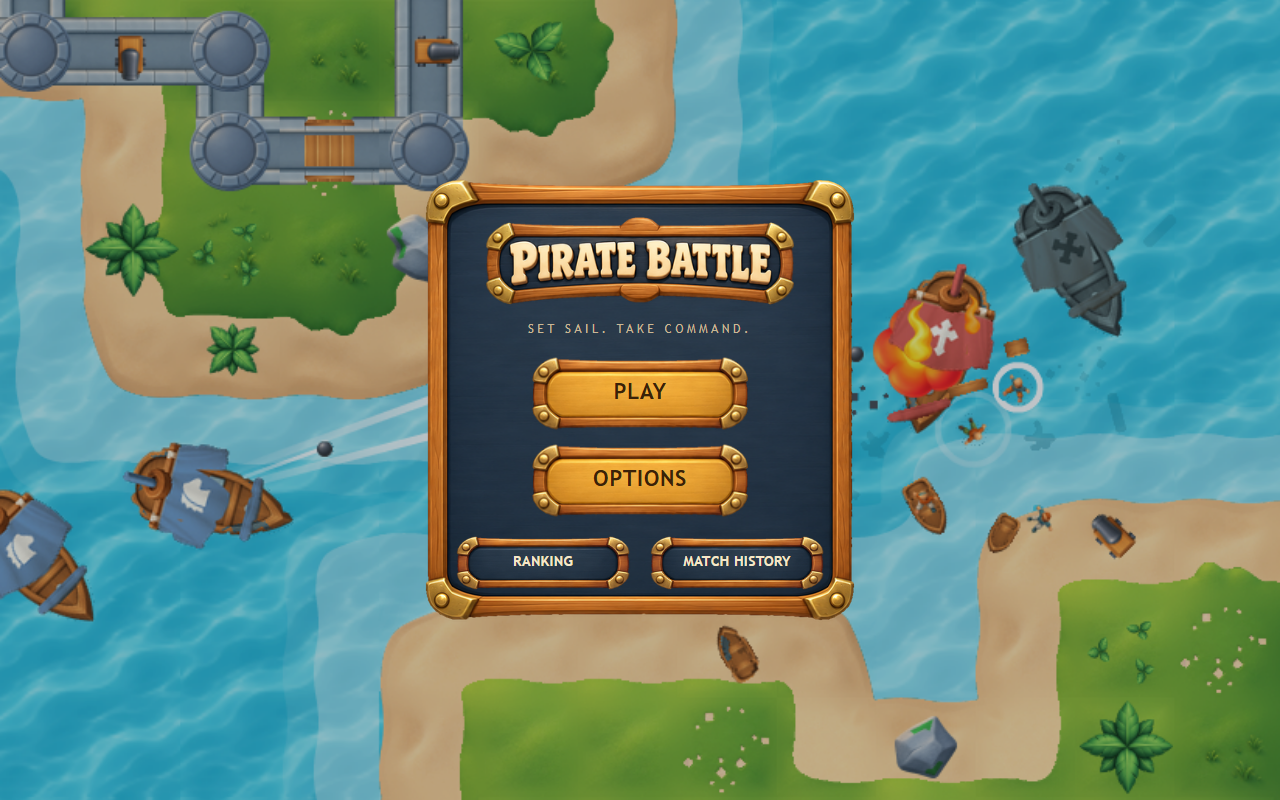 PIRATE BATTLE
SET SAIL. TAKE COMMAND.
PLAY
OPTIONS
RANKING
MATCH HISTORY